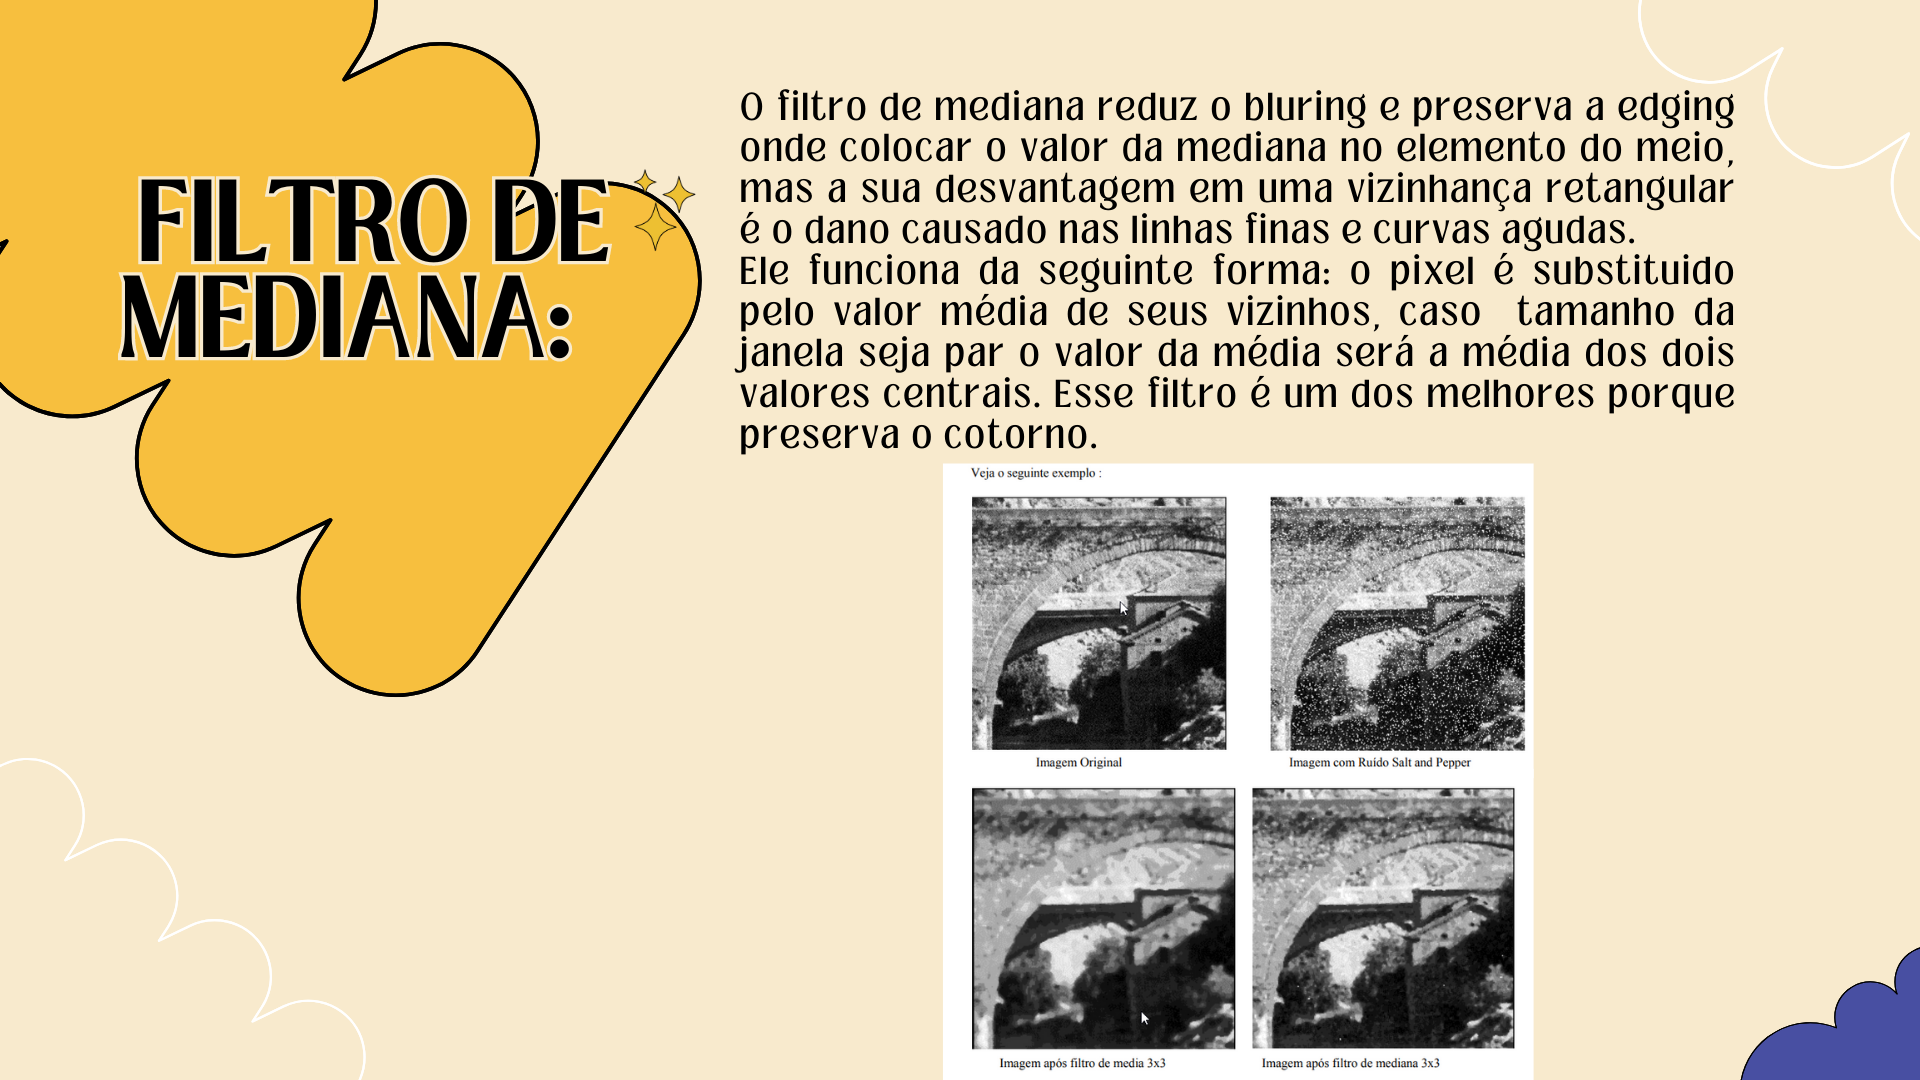 FILTRO DE
MEDIANA:
O filtro de mediana reduz o bluring e preserva a edging
onde colocar o valor da mediana no elemento do meio,
mas a sua desvantagem em uma vizinhança retangular
é o dano causado nas linhas finas e curvas agudas.
Ele funciona da seguinte forma: o pixel é substituido
pelo valor média de seus vizinhos, caso tamanho da
janela seja par o valor da média será a média dos dois
valores centrais. Esse filtro é um dos melhores porque
preserva o cotorno.
Veja o seguinte exemplo :
Imagem Original
Imagem com Ruído Salt and Pepper
Imagem após filtro de media 3x3
Imagem após filtro de mediana 3x3